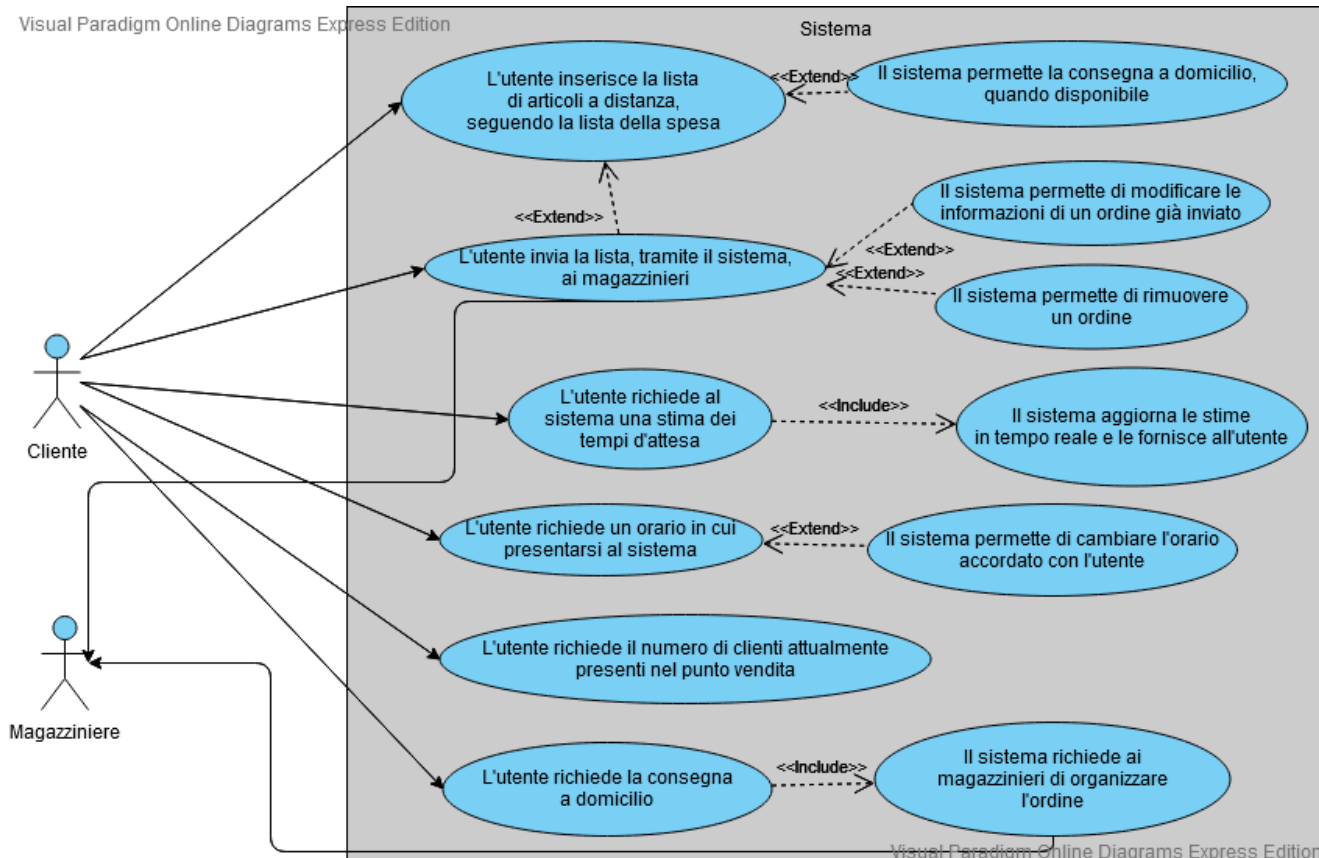 Visual Paradigm Online Diagrams Express Edition
Sistema
L'utente inserisce la lista
di articoli a distanza,
seguendo la lista della spesa
<<Extend>>
Il sistema permette la consegna a domicilio,
quando disponibile
<<Extend>>
Il sistema permette di modificare le
informazioni di un ordine già inviato
L'utente invia la lista, tramite il sistema,
ai magazzinieri
<<Extend>>
<<Extend>>
Il sistema permette di rimuovere
un ordine
Cliente
L'utente richiede al
sistema una stima dei
tempi d'attesa
<<Include>>
Il sistema aggiorna le stime
in tempo reale e le fornisce all'utente
L'utente richiede un orario in cui
presentarsi al sistema
<<Extend>>
Il sistema permette di cambiare l'orario
accordato con l'utente
L'utente richiede il numero di clienti attualmente
presenti nel punto vendita
Magazziniere
L'utente richiede la consegna
a domicilio
<<Include>>
Il sistema richiede ai
magazzinieri di organizzare
l'ordine
Visual Paradigm Online Diagrams Express Edition